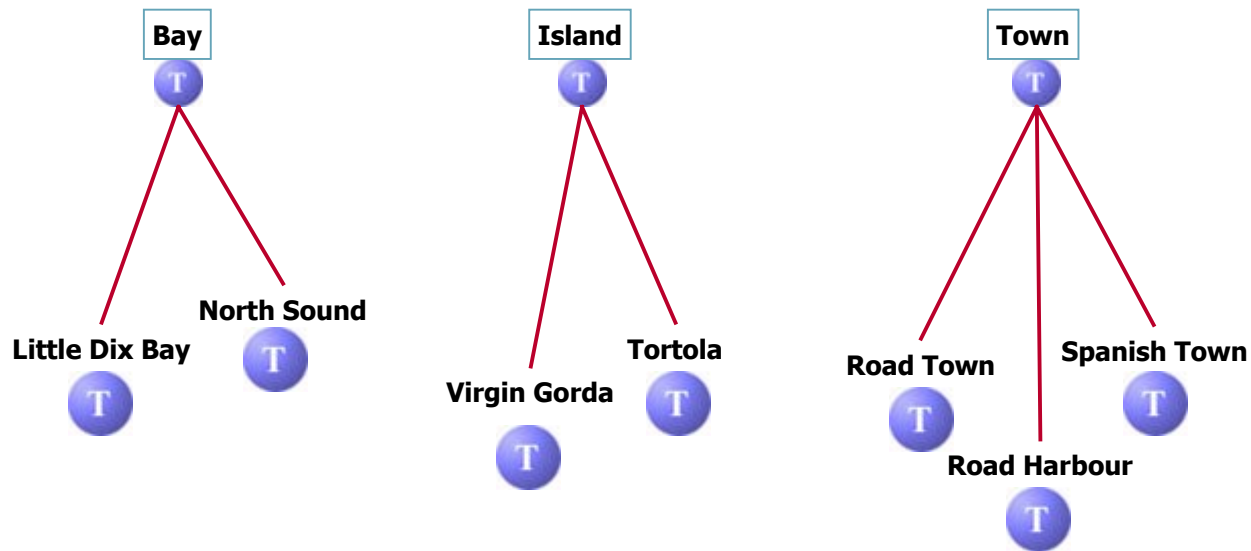 Bay
T
Little Dix Bay
T
North Sound
T
Island
T
Virgin Gorda
T
Tortola
T
Town
T
Road Town
T
Road Harbour
T
Spanish Town
T